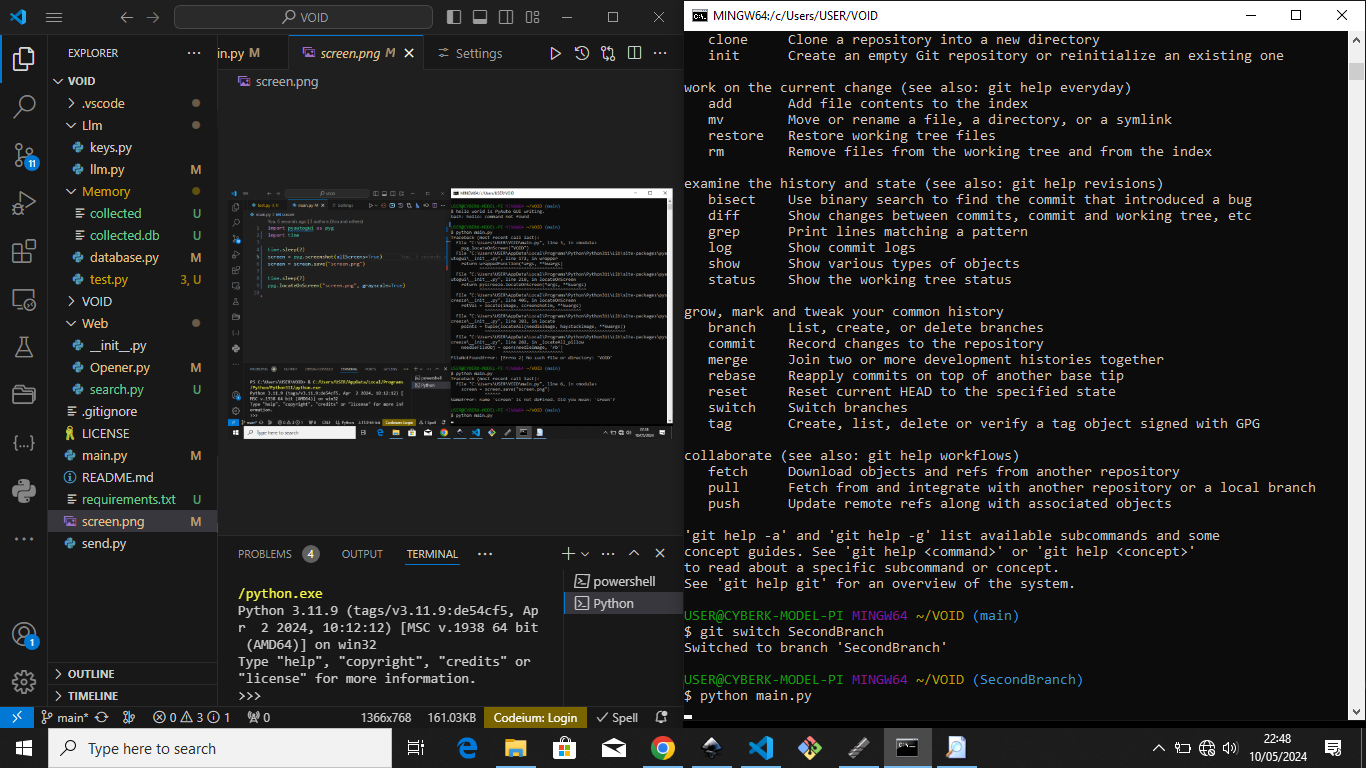 VOID
EXPLORER
VOID
.vscode
Llm
keys.py
llm.py M
Memory
collected U
collected.db U
database.py M
test.py 3, U
VOID
Web
__init__.py
Opener.py M
search.py U
.gitignore
LICENSE
main.py M
README.md
requirements.txt U
screen.png M
send.py
OUTLINE
TIMELINE
11
1
in.py M
screen.png M
Settings
screen.png
PROBLEMS 4
OUTPUT
TERMINAL
powershell
Python
/python.exe
Python 3.11.9 (tags/v3.11.9:de54cf5, Ap
r  2 2024, 10:12:12) [MSC v.1938 64 bit
 (AMD64)] on win32
Type "help", "copyright", "credits" or
"license" for more information.
>>>
main* 0 3 1 0 1366x768 161.03KB Codeium: Login Spell
MINGW64:/c/Users/USER/VOID
clone Clone a repository into a new directory
init Create an empty Git repository or reinitialize an existing one
work on the current change (see also: git help everyday)
add Add file contents to the index
mv Move or rename a file, a directory, or a symlink
restore Restore working tree files
rm Remove files from the working tree and from the index
examine the history and state (see also: git help revisions)
bisect Use binary search to find the commit that introduced a bug
diff Show changes between commits, commit and working tree, etc
grep Print lines matching a pattern
log Show commit logs
show Show various types of objects
status Show the working tree status
grow, mark and tweak your common history
branch List, create, or delete branches
commit Record changes to the repository
merge Join two or more development histories together
rebase Reapply commits on top of another base tip
reset Reset current HEAD to the specified state
switch Switch branches
tag Create, list, delete or verify a tag object signed with GPG
collaborate (see also: git help workflows)
fetch Download objects and refs from another repository
pull Fetch from and integrate with another repository or a local branch
push Update remote refs along with associated objects
'git help -a' and 'git help -g' list available subcommands and some
concept guides. See 'git help <command>' or 'git help <concept>'
to read about a specific subcommand or concept.
See 'git help git' for an overview of the system.
USER@CYBERK-MODEL-PI MINGW64 ~/VOID (main)
$ git switch SecondBranch
Switched to branch 'SecondBranch'
USER@CYBERK-MODEL-PI MINGW64 ~/VOID (SecondBranch)
$ python main.py
Type here to search
22:48
10/05/2024